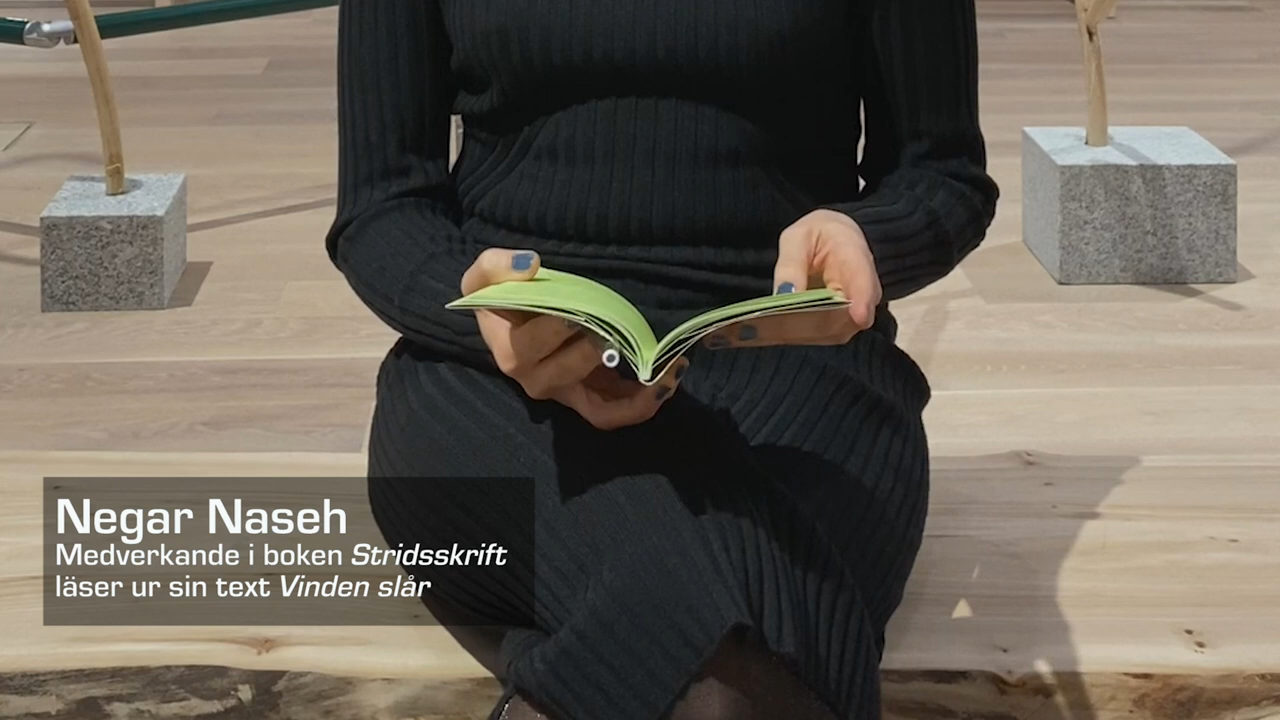 Negar Naseh
Medverkande i boken Stridsskrift
läser ur sin text Vinden slår